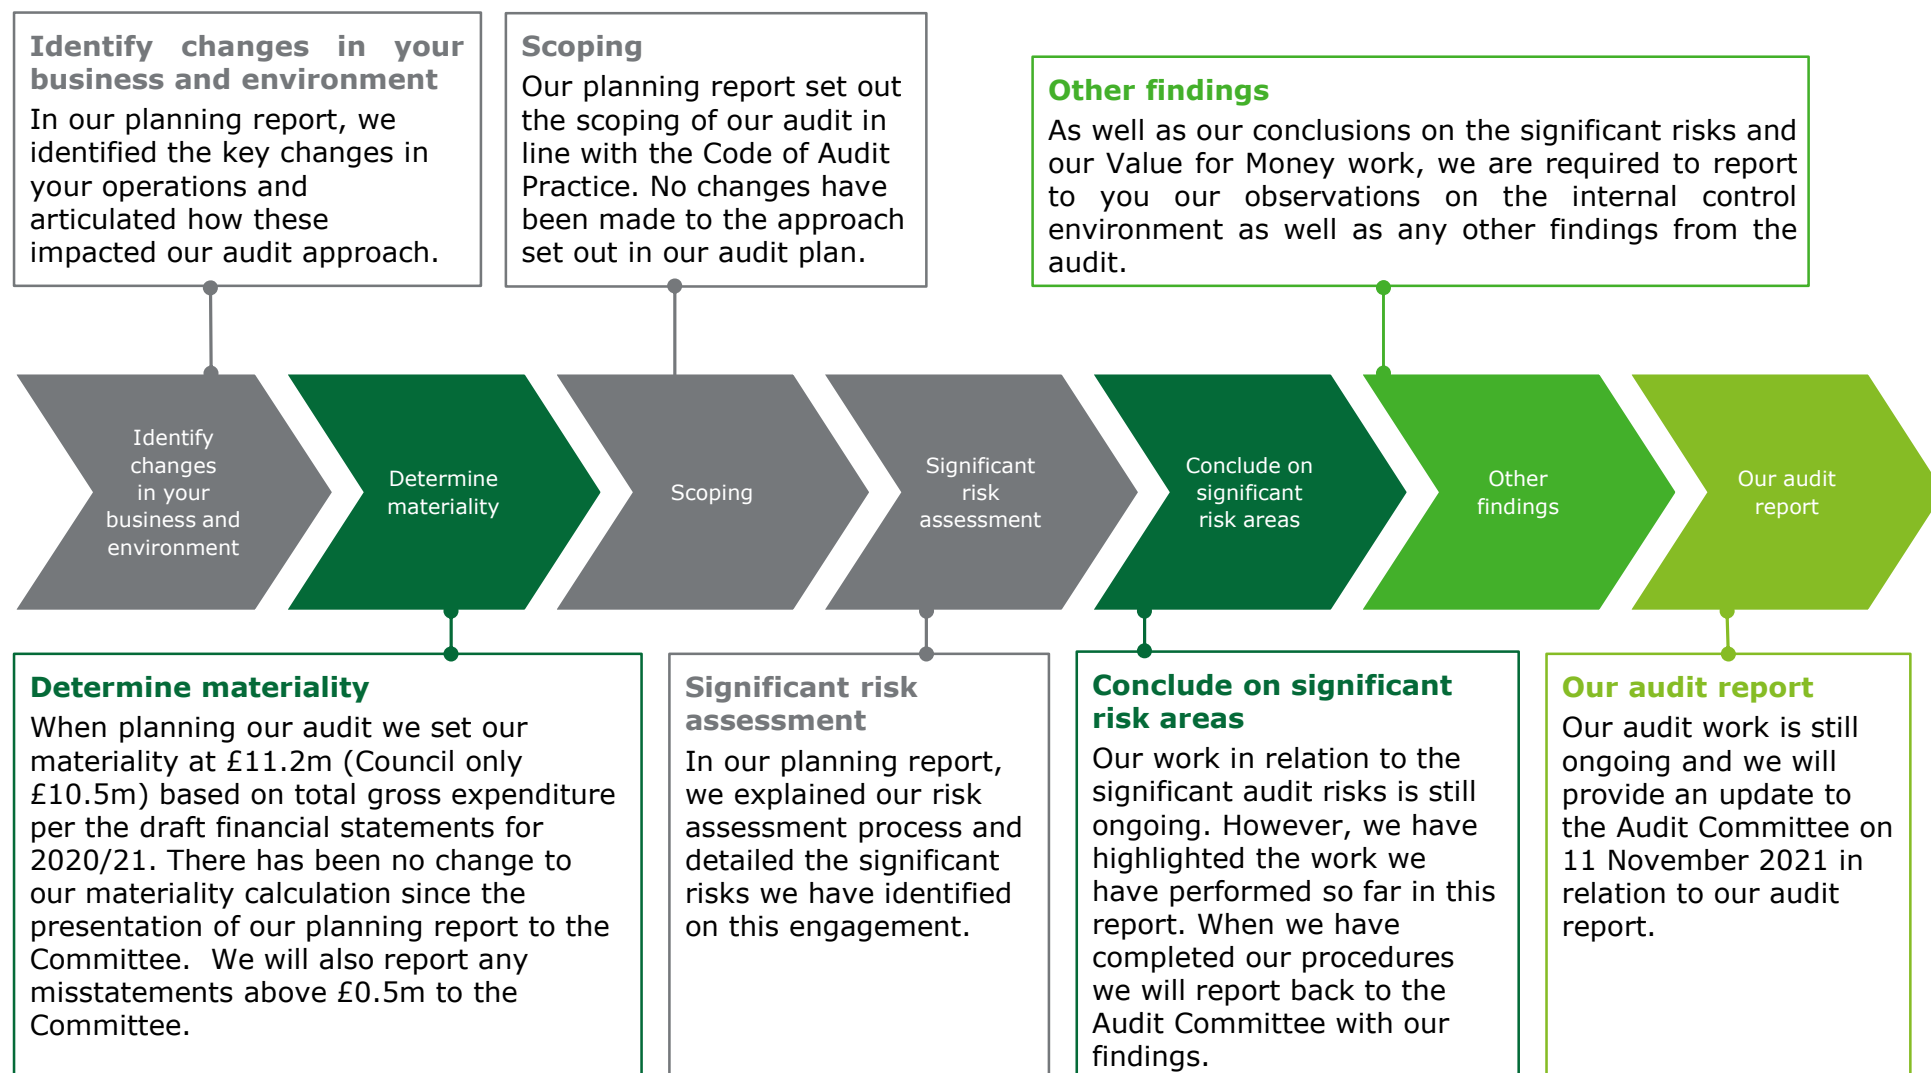 Identify changes in your
business and environment
In our planning report, we
identified the key changes in
your operations and
articulated how these
impacted our audit approach.
Scoping
Our planning report set out
the scoping of our audit in
line with the Code of Audit
Practice. No changes have
been made to the approach
set out in our audit plan.
Other findings
As well as our conclusions on the significant risks and
our Value for Money work, we are required to report
to you our observations on the internal control
environment as well as any other findings from the
audit.
Identify
changes
in your
business and
environment
Determine
materiality
Scoping
Significant
risk
assessment
Conclude on
significant
risk areas
Other
findings
Our audit
report
Determine materiality
When planning our audit we set our
materiality at £11.2m (Council only
£10.5m) based on total gross expenditure
per the draft financial statements for
2020/21. There has been no change to
our materiality calculation since the
presentation of our planning report to the
Committee.  We will also report any
misstatements above £0.5m to the
Committee.
Significant risk
assessment
In our planning report,
we explained our risk
assessment process and
detailed the significant
risks we have identified
on this engagement.
Conclude on significant
risk areas
Our work in relation to the
significant audit risks is still
ongoing. However, we have
highlighted the work we
have performed so far in this
report. When we have
completed our procedures
we will report back to the
Audit Committee with our
findings.
Our audit report
Our audit work is still
ongoing and we will
provide an update to
the Audit Committee on
11 November 2021 in
relation to our audit
report.